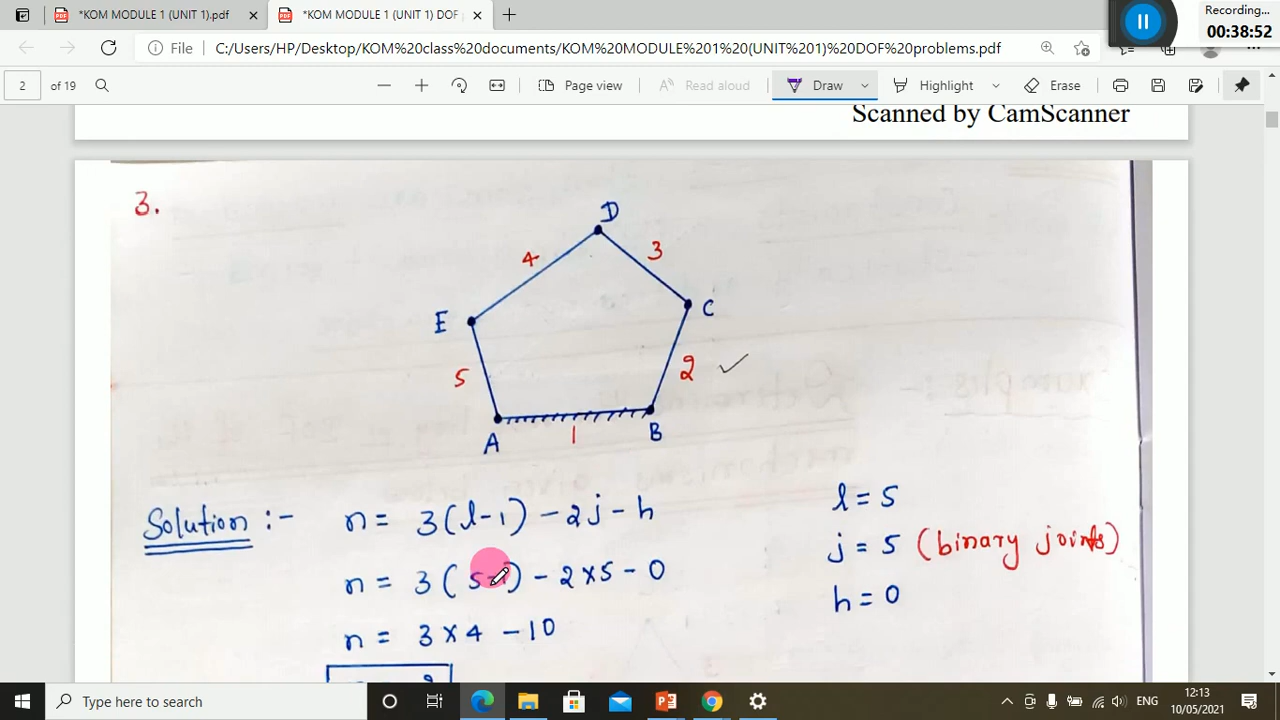 *KOM MODULE 1 (UNIT 1).pdf
*KOM MODULE 1 (UNIT 1) DOF
Recording...
00:38:52
File
C:/Users/HP/Desktop/KOM%20class%20documents/KOM%20MODULE%201%20(UNIT%201)%20DOF%20problems.pdf
2 of 19
Page view
Read aloud
Draw
Highlight
Erase
Scanned by CamScanner
3.
D
4
3
E
C
5
2
A
1
B
Solution :-
n = 3(l-1) - 2j - h
l = 5
n = 3(5-1) - 2×5 - 0
j = 5 (binary joints)
h = 0
n = 3×4 - 10
Type here to search
ENG
12:13
10/05/2021